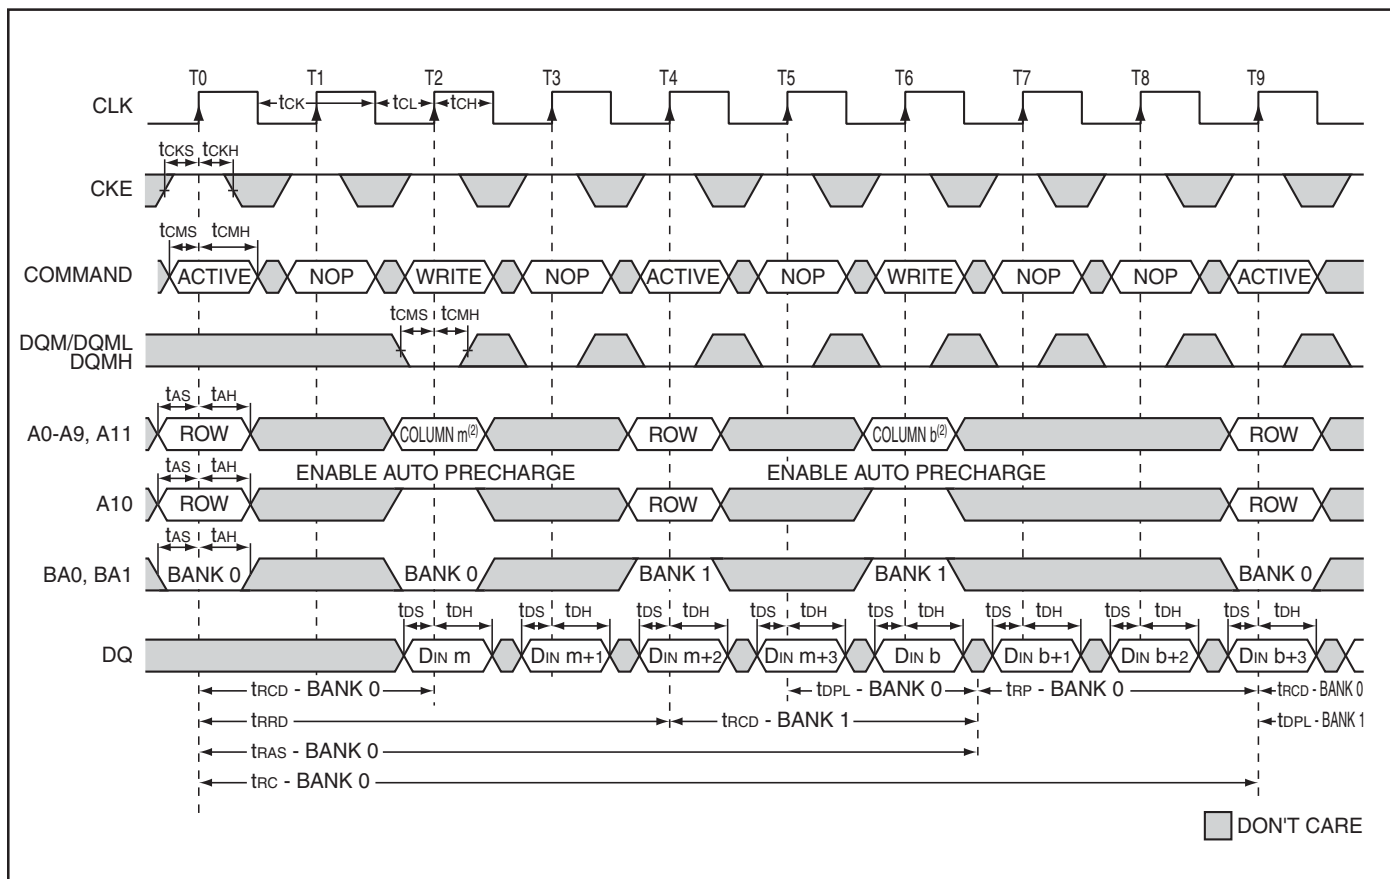 T0 T1 T2 T3 T4 T5 T6 T7 T8 T9
CLK tCK tCL tCH
tCKS tCKH
CKE
tCMS tCMH
COMMAND ACTIVE NOP WRITE NOP ACTIVE NOP WRITE NOP NOP ACTIVE
tCMS tCMH
DQM/DQML
DQMH
tAS tAH
A0-A9, A11 ROW COLUMN m(2) ROW COLUMN b(2) ROW
tAS tAH ENABLE AUTO PRECHARGE ENABLE AUTO PRECHARGE
A10 ROW ROW ROW
tAS tAH
BA0, BA1 BANK 0 BANK 0 BANK 1 BANK 1 BANK 0
tDS tDH tDS tDH tDS tDH tDS tDH tDS tDH tDS tDH tDS tDH tDS tDH
DQ DIN m DIN m+1 DIN m+2 DIN m+3 DIN b DIN b+1 DIN b+2 DIN b+3
tRCD - BANK 0 tDPL - BANK 0 tRP - BANK 0 tRCD - BANK 0
tRRD tRCD - BANK 1 tDPL - BANK 1
tRAS - BANK 0
tRC - BANK 0
DON'T CARE